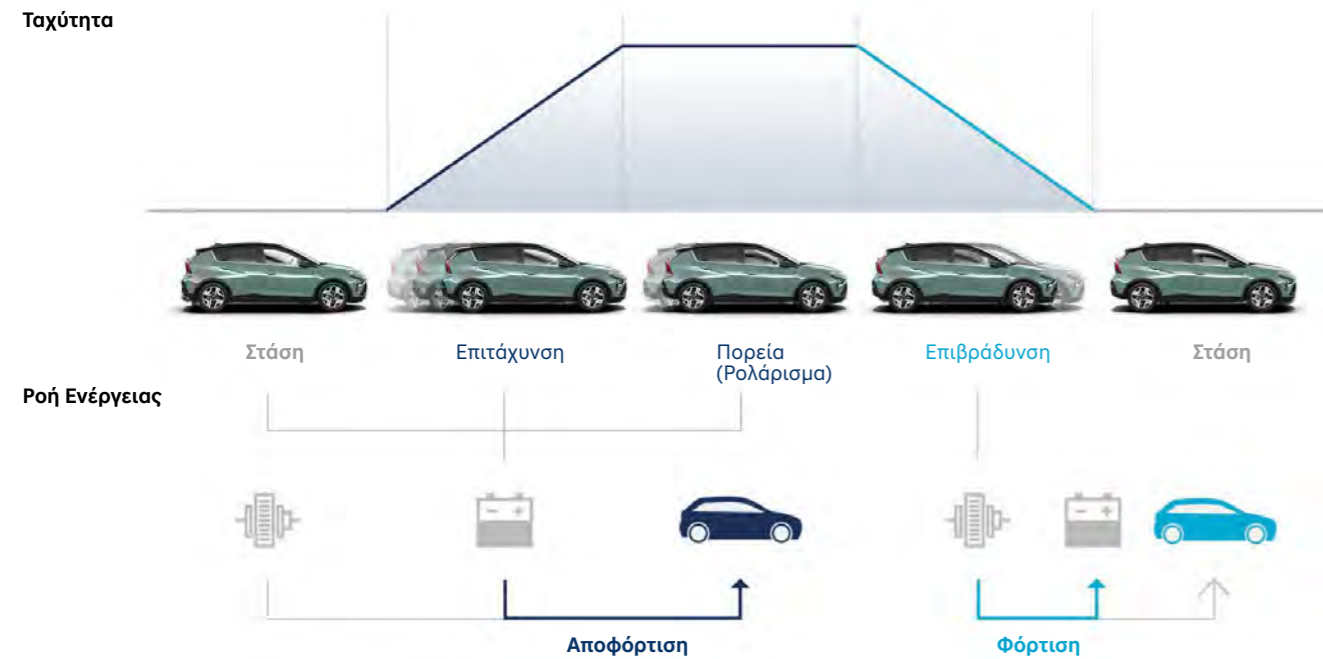 Ταχύτητα
Στάση
Επιτάχυνση
Πορεία
(Ρολάρισμα)
Επιβράδυνση
Στάση
Ροή Ενέργειας
Αποφόρτιση
Φόρτιση